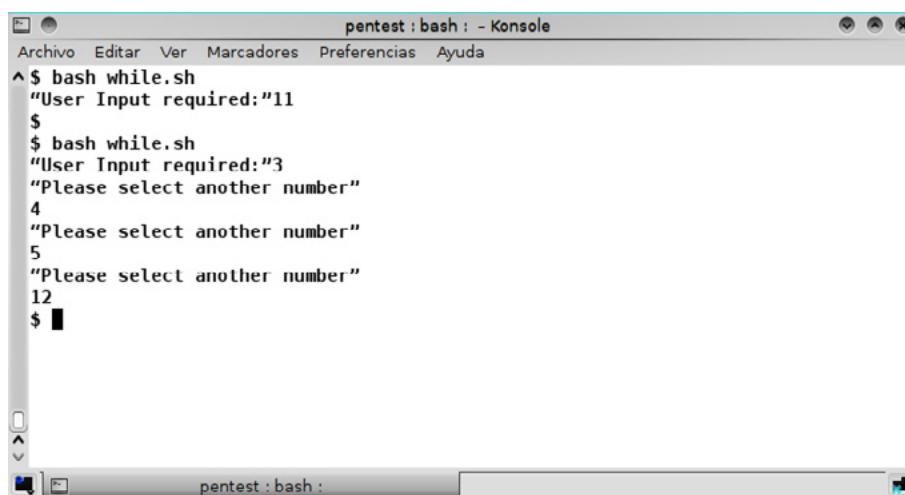 pentest : bash : – Konsole
Archivo Editar Ver Marcadores Preferencias Ayuda
$ bash while.sh
“User Input required:”11
$
$ bash while.sh
“User Input required:”3
“Please select another number”
4
“Please select another number”
5
“Please select another number”
12
$
pentest : bash :